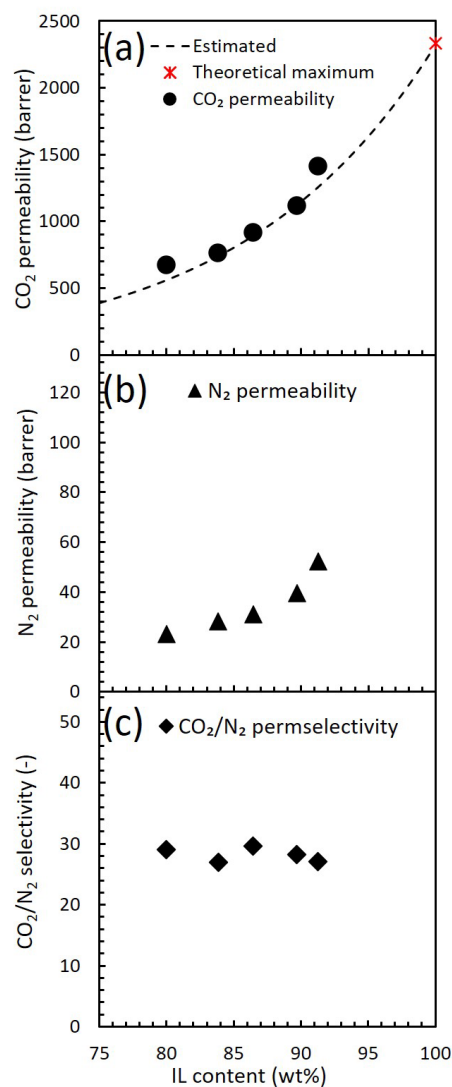 (a)
Estimated
Theoretical maximum
CO₂ permeability
2500
2000
1500
1000
500
0
CO₂ permeability (barrer)
(b)
N₂ permeability
120
100
80
60
40
20
0
N₂ permeability (barrer)
(c)
CO₂/N₂ permselectivity
50
40
30
20
10
0
CO₂/N₂ selectivity (-)
75 80 85 90 95 100
IL content (wt%)